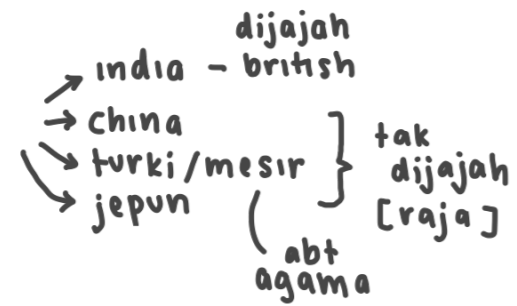 dijajah
india - british
china
turki/mesir
jepun
tak
dijajah
[raja]
abt
agama